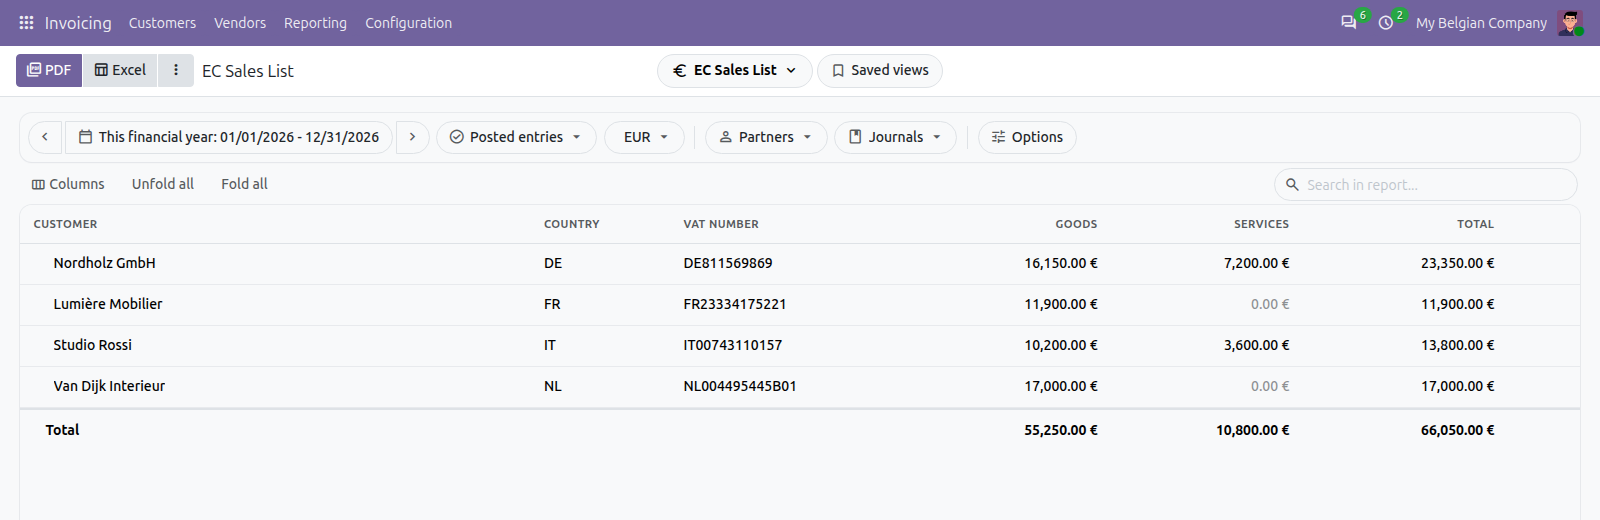 Invoicing Customers Vendors Reporting Configuration 6 2 My Belgian Company
PDF Excel EC Sales List € EC Sales List Saved views
This financial year: 01/01/2026 - 12/31/2026 Posted entries EUR Partners Journals Options
Columns Unfold all Fold all Search in report...
CUSTOMER COUNTRY VAT NUMBER GOODS SERVICES TOTAL
Nordholz GmbH DE DE811569869 16,150.00 € 7,200.00 € 23,350.00 €
Lumière Mobilier FR FR23334175221 11,900.00 € 0.00 € 11,900.00 €
Studio Rossi IT IT00743110157 10,200.00 € 3,600.00 € 13,800.00 €
Van Dijk Interieur NL NL004495445B01 17,000.00 € 0.00 € 17,000.00 €
Total 55,250.00 € 10,800.00 € 66,050.00 €